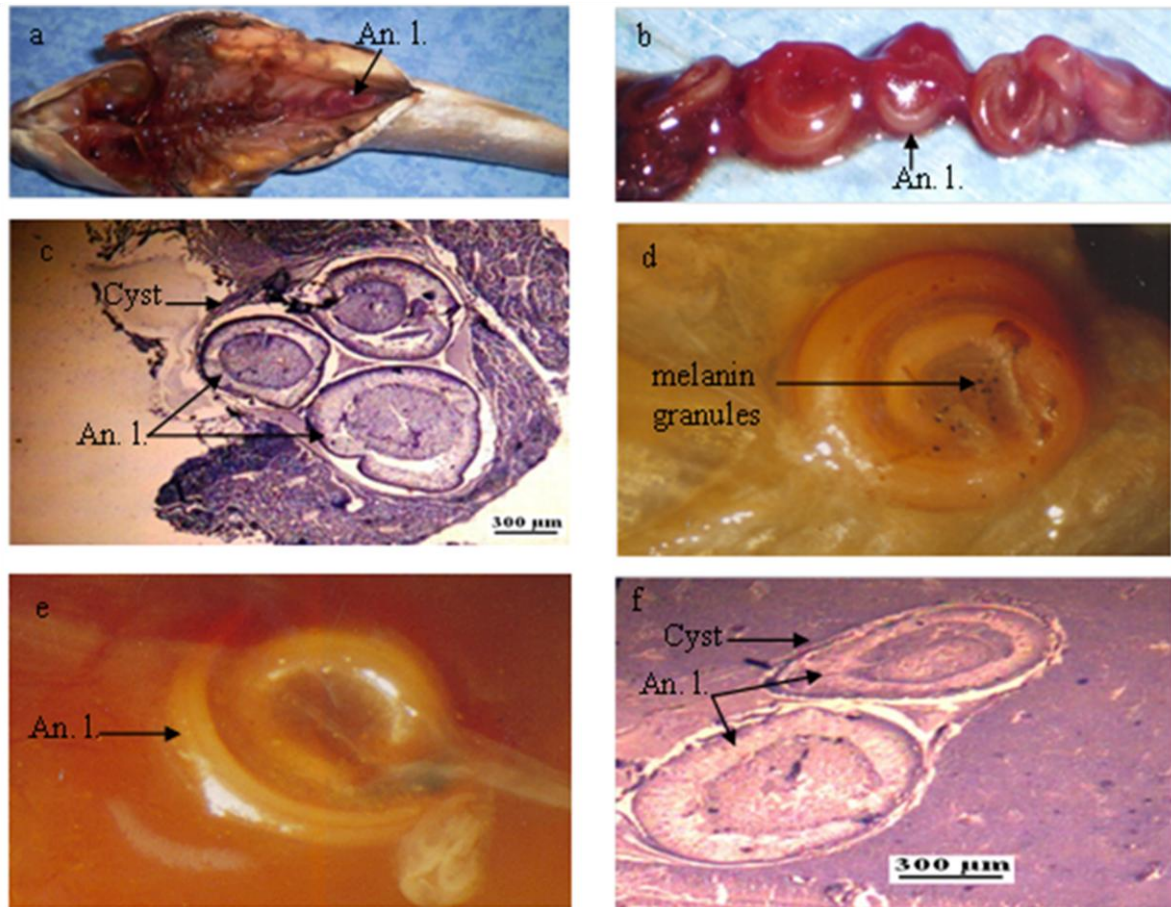 a
An. l.
b
An. l.
c
Cyst
An. l.
300 µm
d
melanin
granules
e
An. l.
f
Cyst
An. l.
300 µm